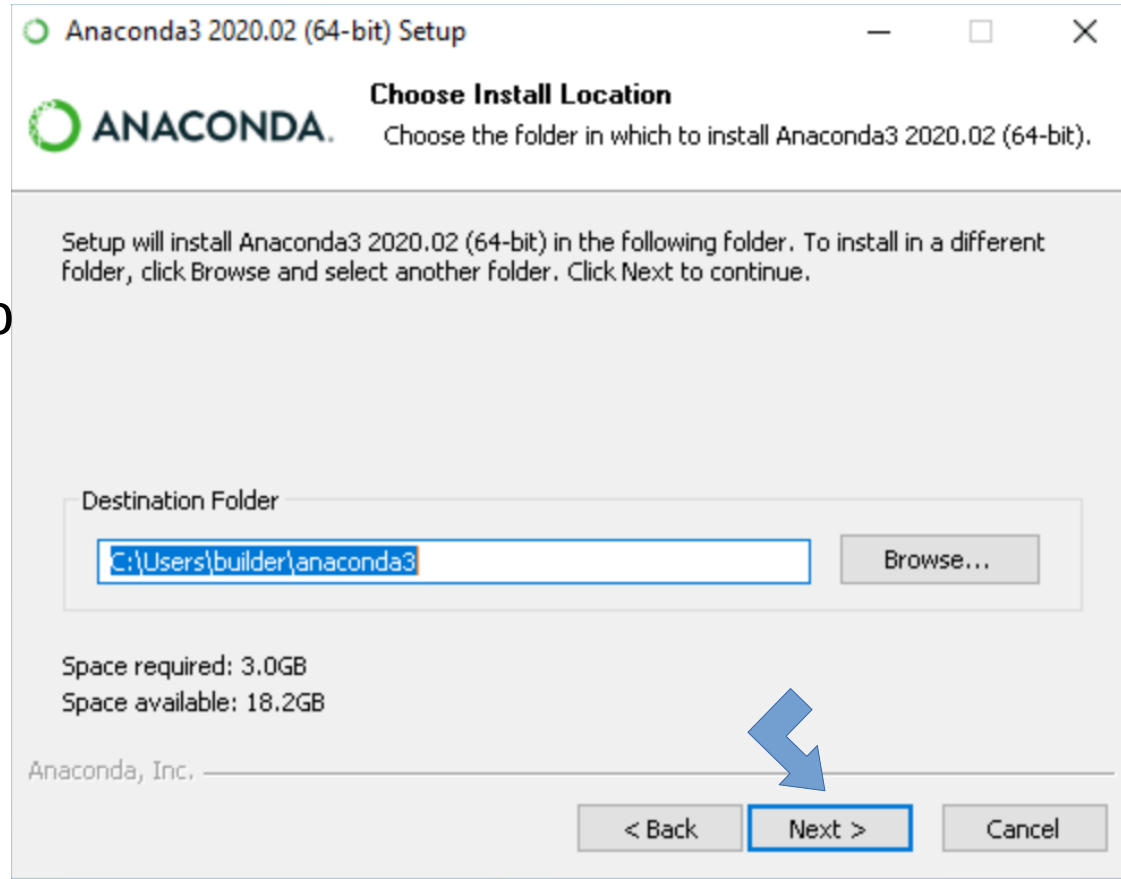 Anaconda3 2020.02 (64-bit) Setup
ANACONDA.
Choose Install Location
Choose the folder in which to install Anaconda3 2020.02 (64-bit).
Setup will install Anaconda3 2020.02 (64-bit) in the following folder. To install in a different
folder, click Browse and select another folder. Click Next to continue.
Destination Folder
C:\Users\builder\anaconda3
Browse...
Space required: 3.0GB
Space available: 18.2GB
Anaconda, Inc.
< Back
Next >
Cancel